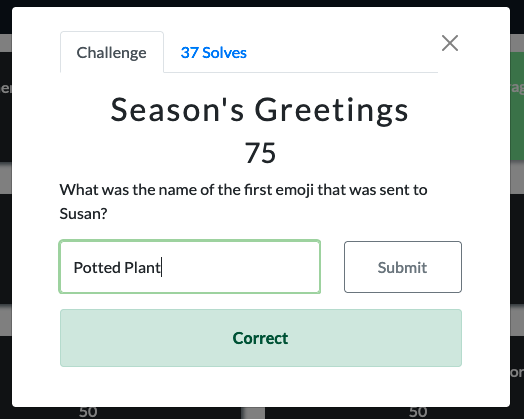 Challenge
37 Solves
Season's Greetings
75
What was the name of the first emoji that was sent to
Susan?
Potted Plant
Submit
Correct
50
50